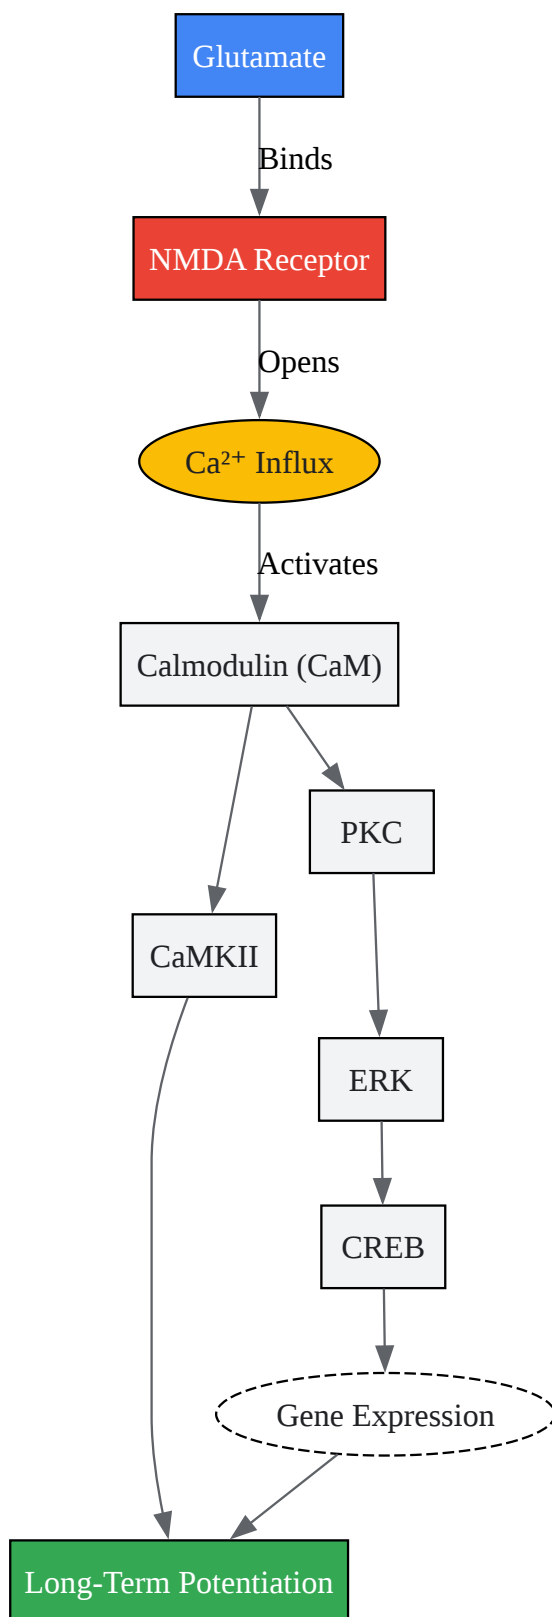 Glutamate
Binds
NMDA Receptor
Opens
Ca²⁺ Influx
Activates
Calmodulin (CaM)
PKC
CaMKII
ERK
CREB
Gene Expression
Long-Term Potentiation